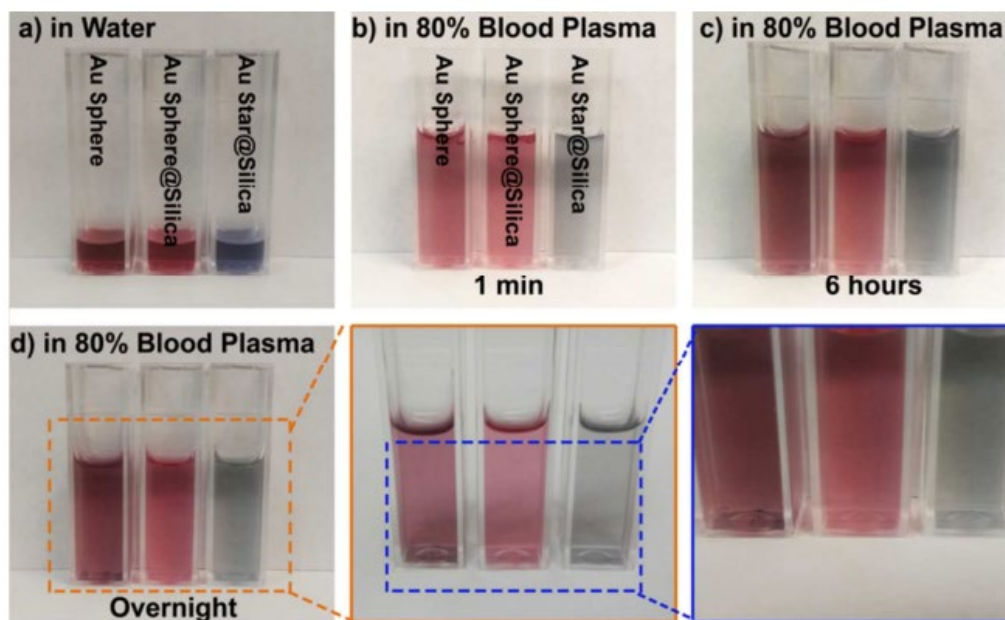 a) in Water
Au Sphere
Au Sphere@Silica
Au Star@Silica
b) in 80% Blood Plasma
Au Sphere
Au Sphere@Silica
Au Star@Silica
1 min
c) in 80% Blood Plasma
6 hours
d) in 80% Blood Plasma
Overnight